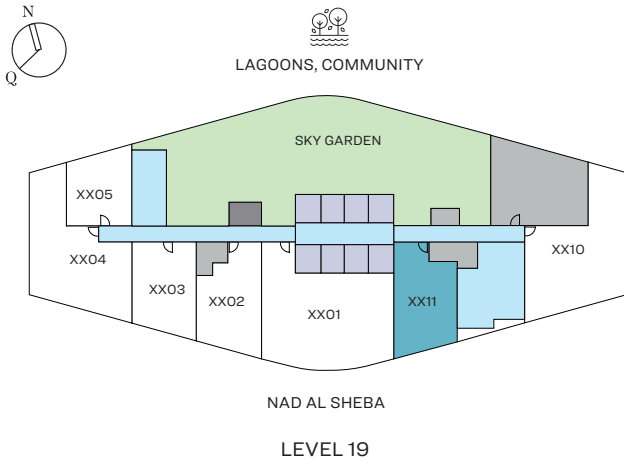 N
Q
LAGOONS, COMMUNITY
SKY GARDEN
XX05
XX04
XX03
XX02
XX01
XX11
XX10
NAD AL SHEBA
LEVEL 19